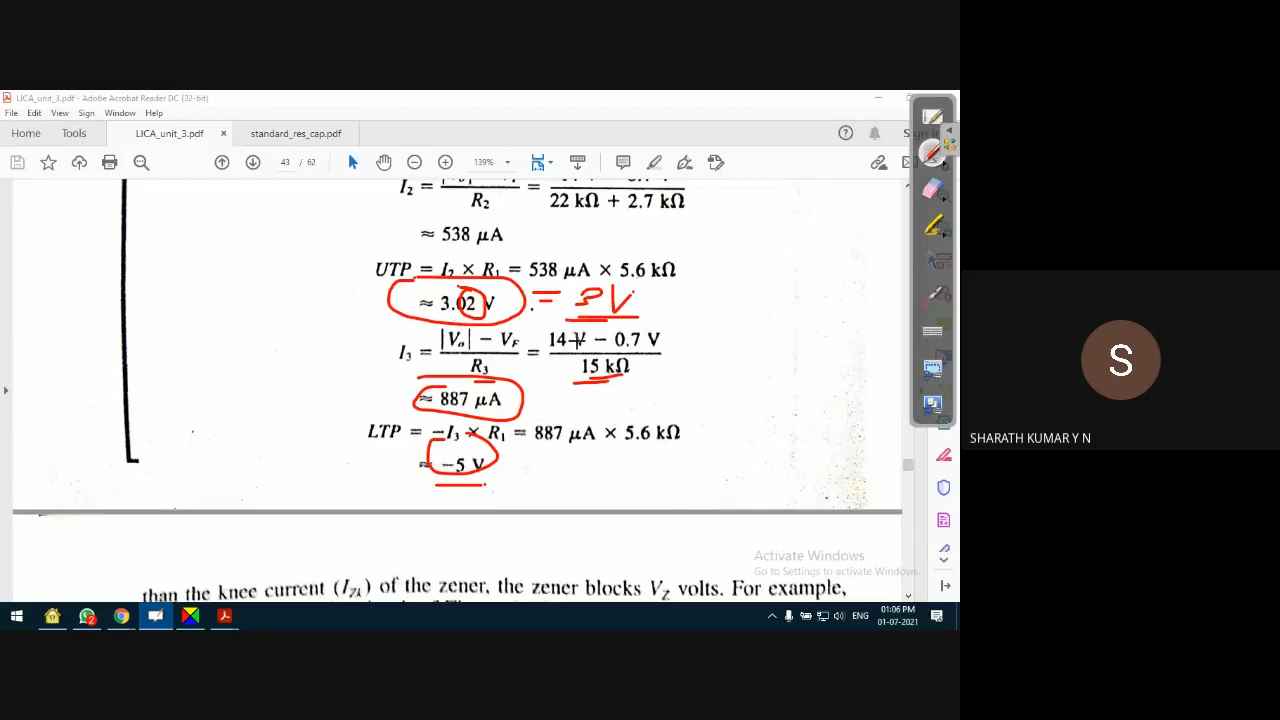 LICA_unit_3.pdf - Adobe Acrobat Reader DC (32-bit)
File Edit View Sign Window Help
Home Tools LICA_unit_3.pdf × standard_res_cap.pdf
43 / 62 139%
I₂ = / R₂ = / 22 kΩ + 2.7 kΩ
≈ 538 μA
UTP = I₂ × R₁ = 538 μA × 5.6 kΩ
≈ 3.02 V . = 3V
I₃ = |Vₒ| − V_F / R₃ = 14 V − 0.7 V / 15 kΩ
≈ 887 μA
LTP = −I₃ × R₁ = 887 μA × 5.6 kΩ
≈ −5 V
Activate Windows
Go to Settings to activate Windows.
than the knee current (I_Zk) of the zener, the zener blocks V_Z volts. For example,
ENG 01:06 PM
01-07-2021
S
SHARATH KUMAR Y N